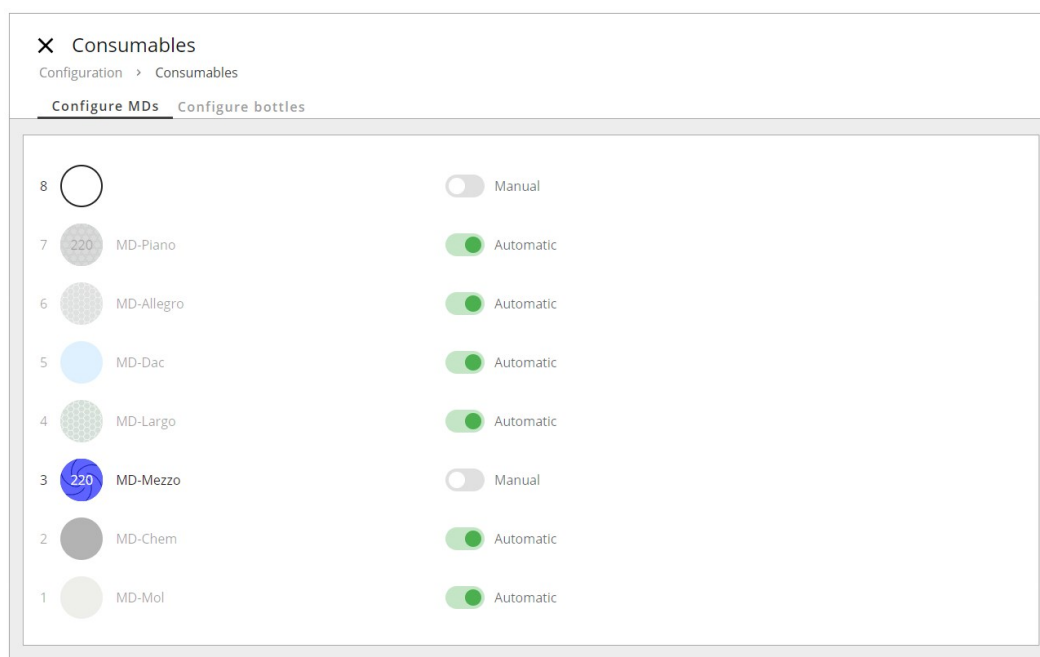 Consumables
Configuration > Consumables
Configure MDs Configure bottles
8 Manual
7 220 MD-Piano Automatic
6 MD-Allegro Automatic
5 MD-Dac Automatic
4 MD-Largo Automatic
3 220 MD-Mezzo Manual
2 MD-Chem Automatic
1 MD-Mol Automatic